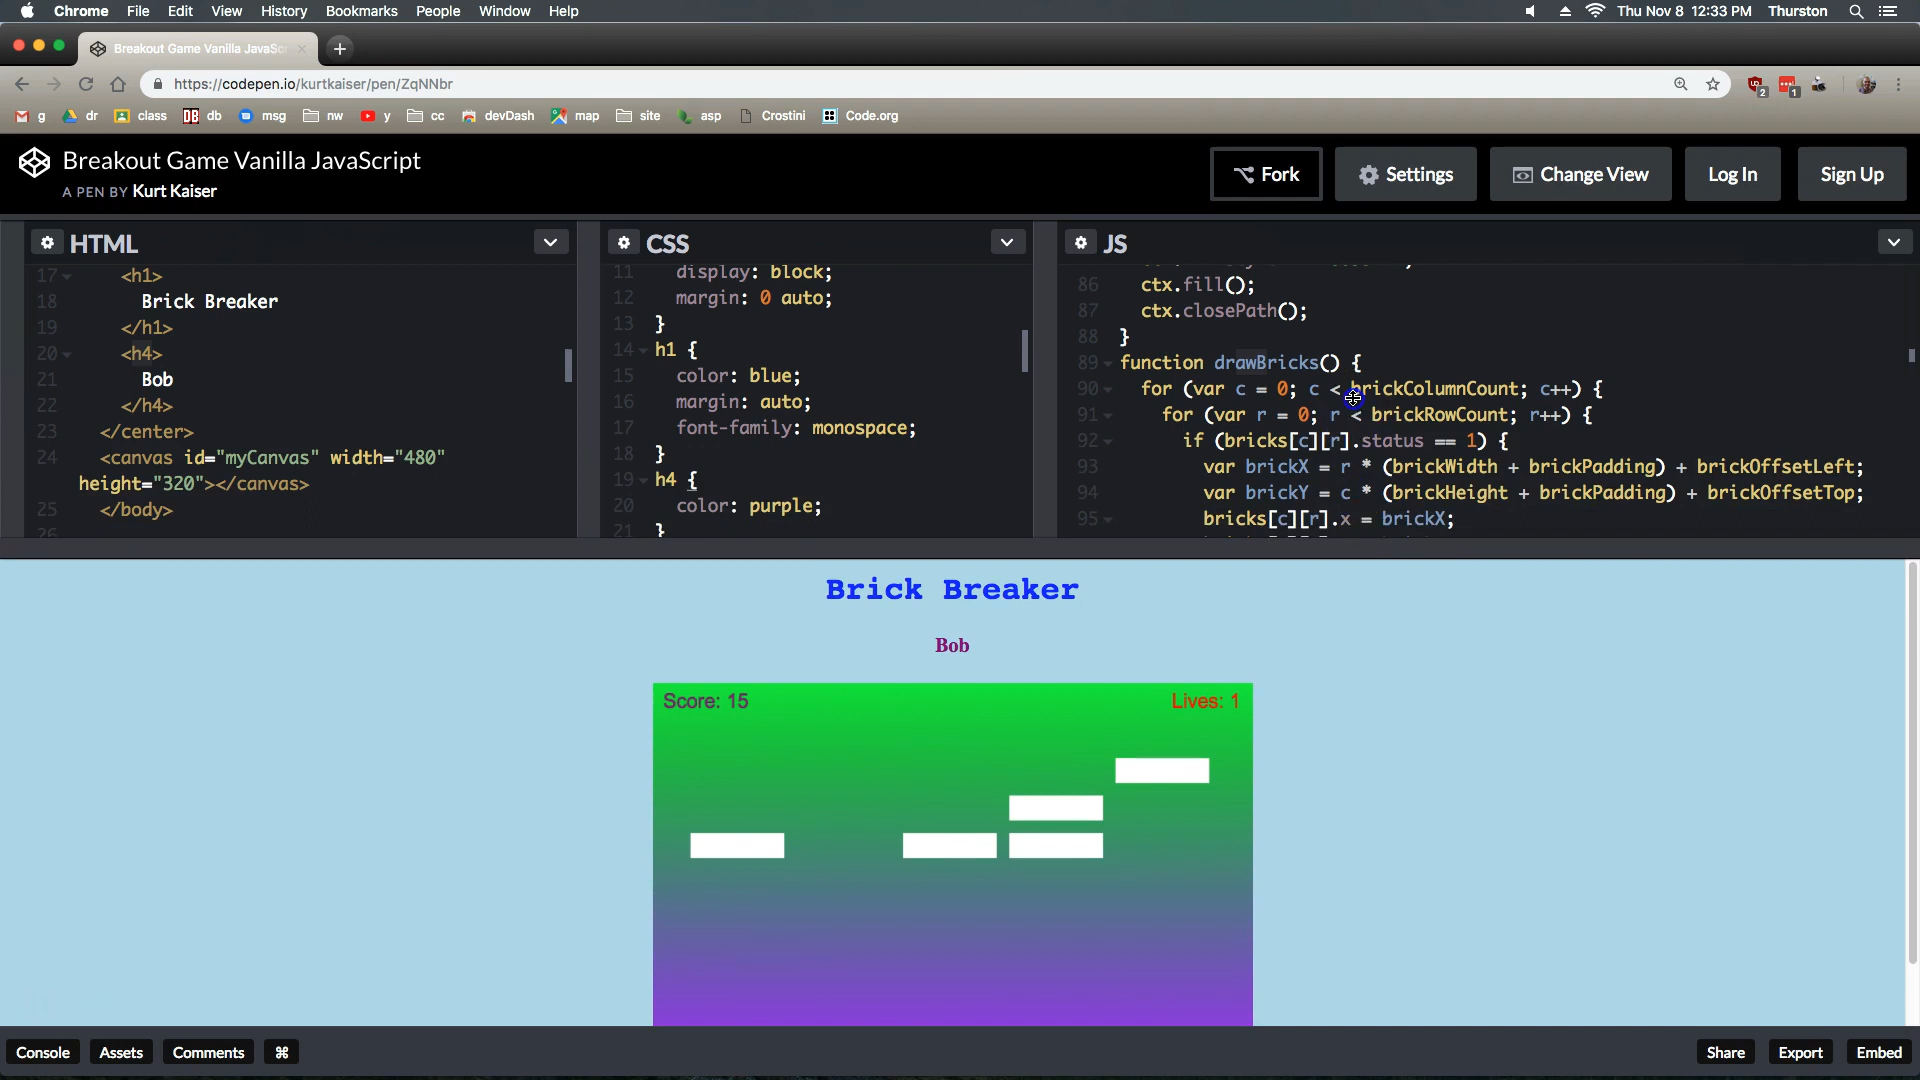 Chrome File Edit View History Bookmarks People Window Help
Thu Nov 8 12:33 PM Thurston
Breakout Game Vanilla JavaSc
https://codepen.io/kurtkaiser/pen/ZqNNbr
2
1
g dr class db msg nw y cc devDash map site asp Crostini Code.org
Breakout Game Vanilla JavaScript
A PEN BY Kurt Kaiser
Fork
Settings
Change View
Log In
Sign Up
HTML
17 <h1>
18 Brick Breaker
19 </h1>
20 <h4>
21 Bob
22 </h4>
23 </center>
24 <canvas id="myCanvas" width="480"
height="320"></canvas>
25 </body>
26
CSS
11 display: block;
12 margin: 0 auto;
13 }
14 h1 {
15 color: blue;
16 margin: auto;
17 font-family: monospace;
18 }
19 h4 {
20 color: purple;
21 }
JS
86 ctx.fill();
87 ctx.closePath();
88 }
89 function drawBricks() {
90 for (var c = 0; c < brickColumnCount; c++) {
91 for (var r = 0; r < brickRowCount; r++) {
92 if (bricks[c][r].status == 1) {
93 var brickX = r * (brickWidth + brickPadding) + brickOffsetLeft;
94 var brickY = c * (brickHeight + brickPadding) + brickOffsetTop;
95 bricks[c][r].x = brickX;
Brick Breaker
Bob
Score: 15
Lives: 1
Console
Assets
Comments
⌘
Share
Export
Embed